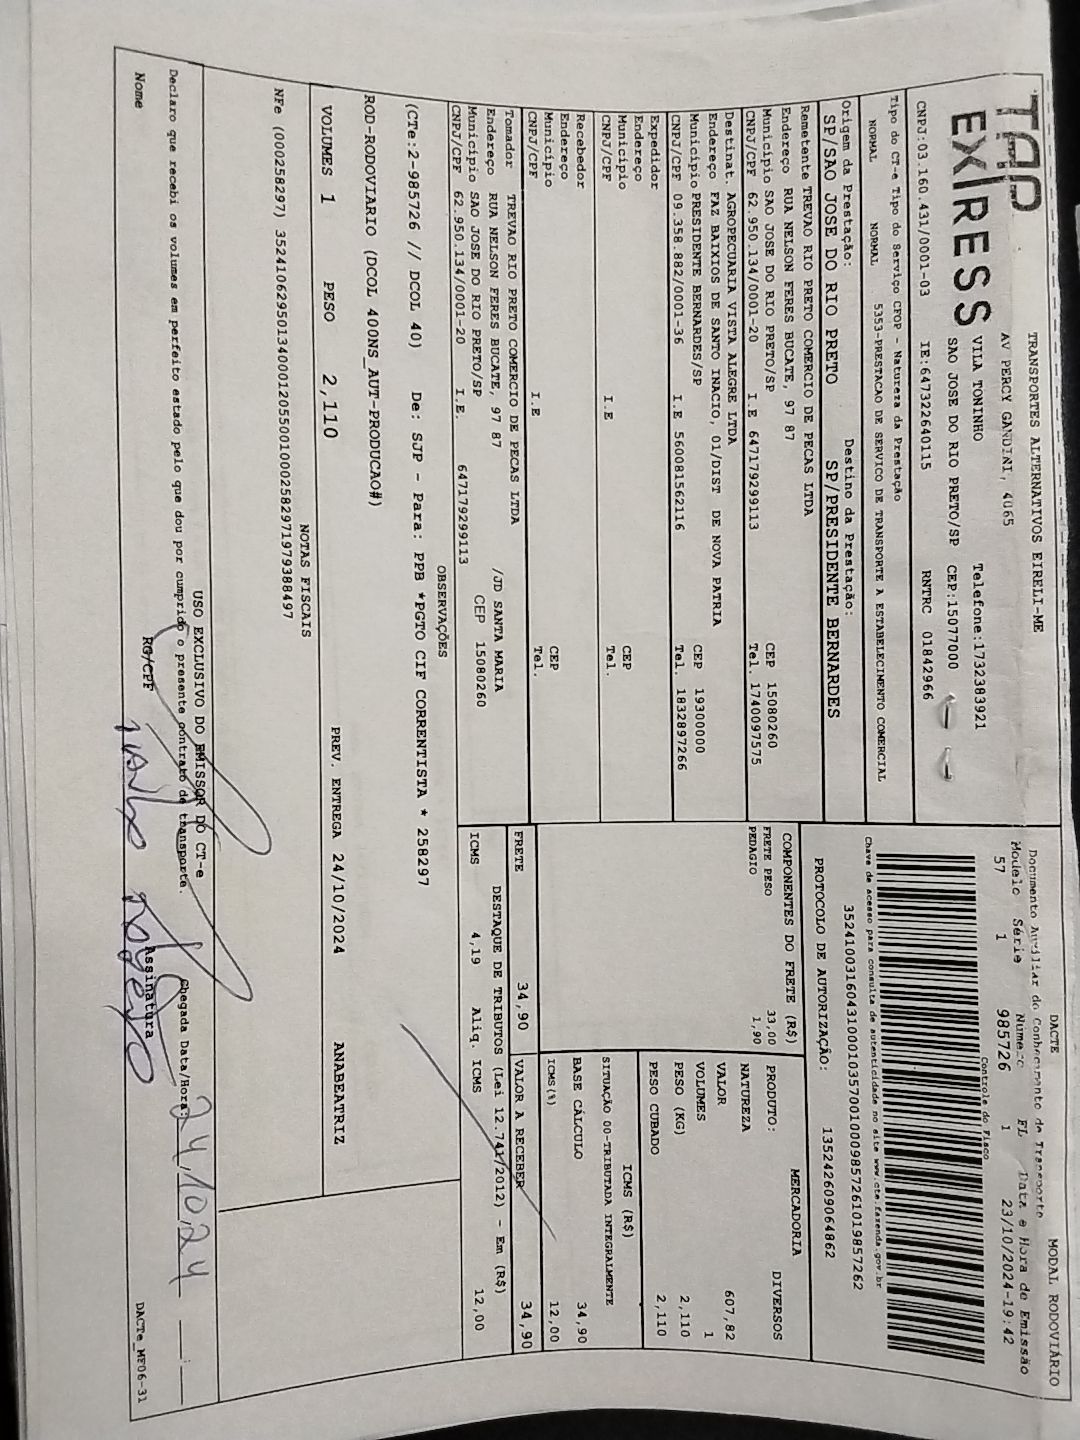 TAP
EX/RESS
TRANSPORTES ALTERNATIVOS EIRELI-ME
AV PERCY GANDINI, 4065
VILA TONINHO Telefone:1732383921
SAO JOSE DO RIO PRETO/SP CEP:15077000
CNPJ:03.160.431/0001-03 IE:647322640115 RNTRC 01842966
Tipo do CT-e Tipo do Serviço CFOP - Natureza da Prestação
NORMAL NORMAL 5353-PRESTACAO DE SERVICO DE TRANSPORTE A ESTABELECIMENTO COMERCIAL
Origem da Prestação: Destino da Prestação:
SP/SAO JOSE DO RIO PRETO SP/PRESIDENTE BERNARDES
Remetente TREVAO RIO PRETO COMERCIO DE PECAS LTDA
Endereço RUA NELSON FERES BUCATE, 97 87
Município SAO JOSE DO RIO PRETO/SP CEP 15080260
CNPJ/CPF 62.950.134/0001-20 I.E 647179299113 Tel. 1740097575
Destinat. AGROPECUARIA VISTA ALEGRE LTDA
Endereço FAZ BAIXIOS DE SANTO INACIO, 01/DIST DE NOVA PATRIA
Município PRESIDENTE BERNARDES/SP CEP 19300000
CNPJ/CPF 09.358.882/0001-36 I.E 560081562116 Tel. 1832897266
Expedidor
Endereço
Município CEP
CNPJ/CPF I.E Tel.
Recebedor
Endereço
Município CEP
CNPJ/CPF I.E Tel.
Tomador TREVAO RIO PRETO COMERCIO DE PECAS LTDA
Endereço RUA NELSON FERES BUCATE, 97 87 /JD SANTA MARIA
Município SAO JOSE DO RIO PRETO/SP CEP 15080260
CNPJ/CPF 62.950.134/0001-20 I.E. 647179299113
DACTE MODAL RODOVIÁRIO
Documento Auxiliar do Conhecimento de Transporte
Modelo Série Número FL Data e Hora de Emissão
57 1 985726 1 23/10/2024-19:42
Controle do Fisco
Chave de acesso para consulta de autenticidade no site www.cte.fazenda.gov.br
35241003160431000103570010009857261019857262
PROTOCOLO DE AUTORIZAÇÃO: 135242609064862
COMPONENTES DO FRETE (R$)
FRETE PESO 33,00
PEDAGIO 1,90
MERCADORIA
PRODUTO: DIVERSOS
NATUREZA
VALOR 607,82
VOLUMES 1
PESO (KG) 2,110
PESO CUBADO 2,110
ICMS (R$)
SITUAÇÃO 00-TRIBUTADA INTEGRALMENTE
BASE CÁLCULO 34,90
ICMS(%) 12,00
FRETE 34,90 VALOR A RECEBER 34,90
DESTAQUE DE TRIBUTOS (Lei 12.741/2012) - Em (R$)
ICMS 4,19 Aliq. ICMS 12,00
OBSERVAÇÕES
(CTe:2-985726 // DCOL 40) De: SJP - Para: PPB *PGTO CIF CORRENTISTA * 258297
ROD-RODOVIARIO (DCOL 400NS_AUT-PRODUCAO#)
VOLUMES 1 PESO 2,110 PREV. ENTREGA 24/10/2024 ANABEATRIZ
NOTAS FISCAIS
NFe (000258297) 35241062950134000120550010002582971979388497
USO EXCLUSIVO DO EMISSOR DO CT-e
Declaro que recebi os volumes em perfeito estado pelo que dou por cumprido o presente contrato de transporte.
Chegada Data/Hora: 24/10/24 __:__
Nome RG/CPF Assinatura
DACTe_MF06-31